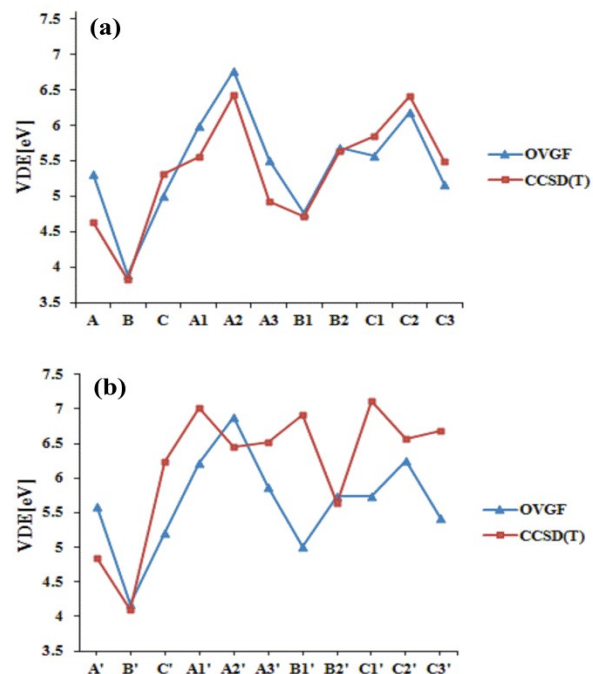 (a)
7.5
7
6.5
6
5.5
5
4.5
4
3.5
VDE[eV]
A B C A1 A2 A3 B1 B2 C1 C2 C3
OVGF
CCSD(T)
(b)
7.5
7
6.5
6
5.5
5
4.5
4
3.5
VDE[eV]
A' B' C' A1' A2' A3' B1' B2' C1' C2' C3'
OVGF
CCSD(T)